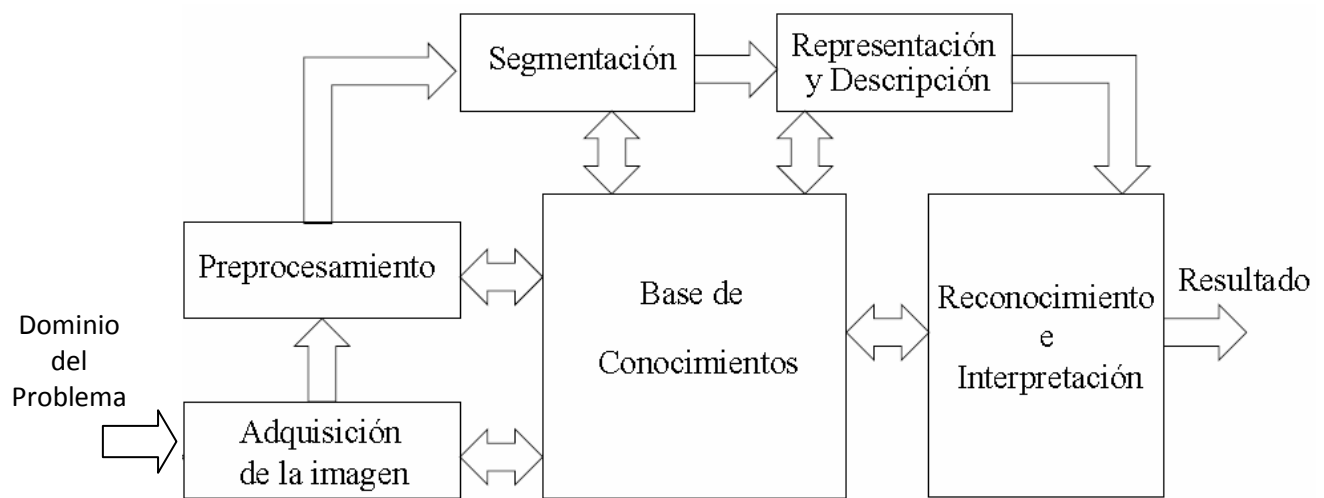 Segmentación
Representación
y Descripción
Preprocesamiento
Base de
Conocimientos
Reconocimiento
e
Interpretación
Resultado
Dominio
del
Problema
Adquisición
de la imagen